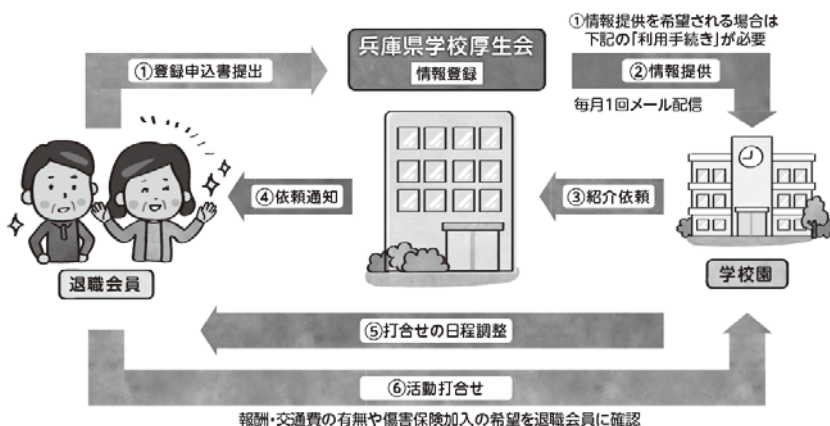 ①情報提供を希望される場合は
下記の「利用手続き」が必要
兵庫県学校厚生会
情報登録
①登録申込書提出
②情報提供
毎月1回メール配信
④依頼通知
③紹介依頼
退職会員
学校園
⑤打合せの日程調整
⑥活動打合せ
報酬・交通費の有無や傷害保険加入の希望を退職会員に確認